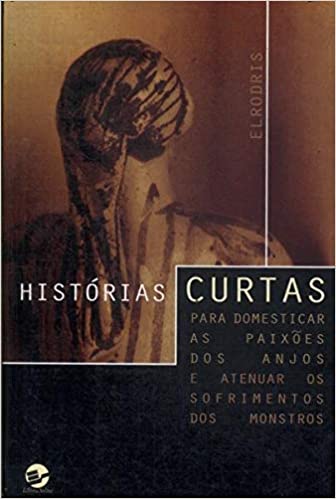 ELRODRIS
HISTÓRIAS CURTAS
PARA DOMESTICAR
AS PAIXÕES
DOS ANJOS
E ATENUAR OS
SOFRIMENTOS
DOS MONSTROS